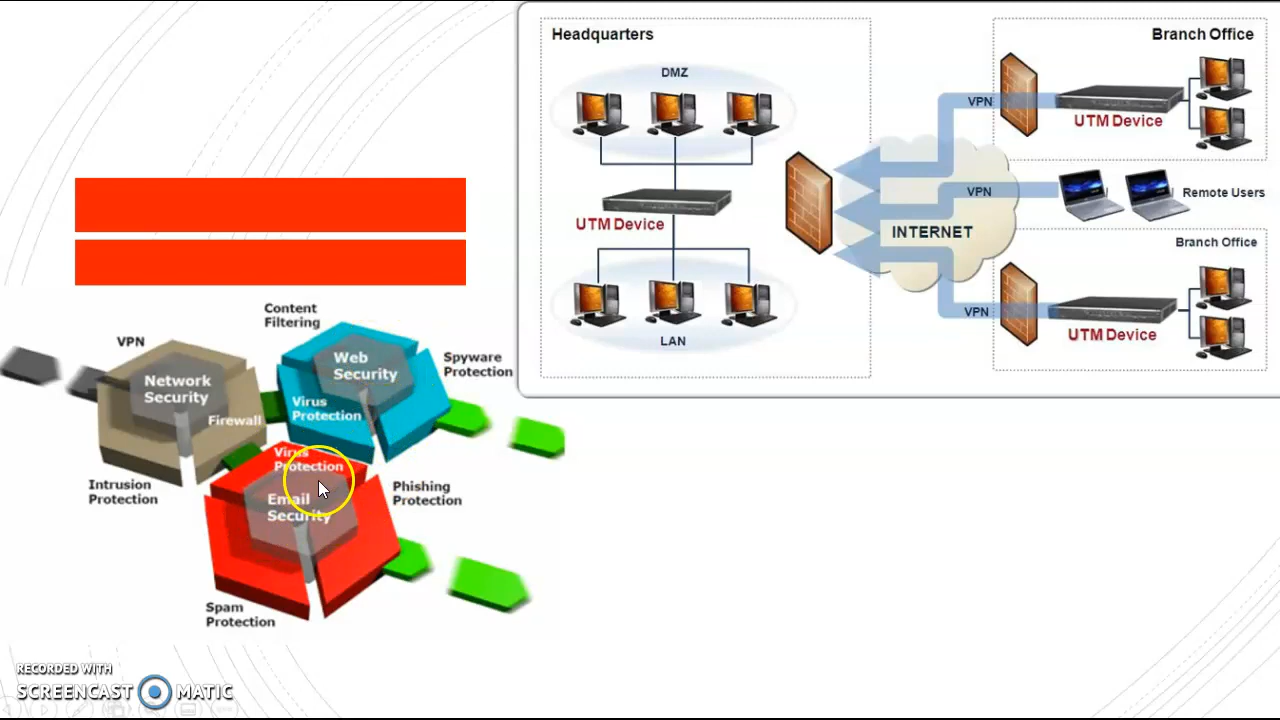 Headquarters
DMZ
UTM Device
LAN
INTERNET
VPN
VPN
VPN
Branch Office
UTM Device
Remote Users
Branch Office
UTM Device
Content
Filtering
VPN
Network
Security
Firewall
Intrusion
Protection
Web
Security
Virus
Protection
Spyware
Protection
Virus
Protection
Email
Security
Phishing
Protection
Spam
Protection
RECORDED WITH
SCREENCAST MATIC